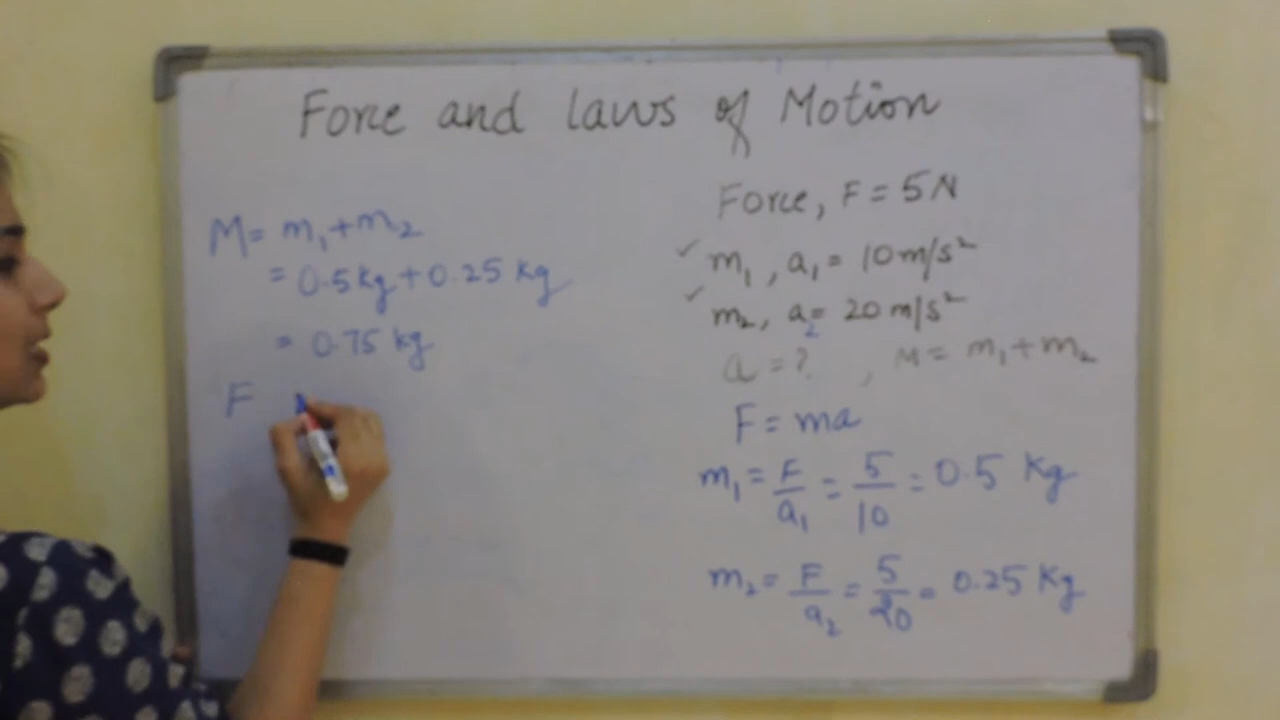 Force and laws of Motion
M = m₁ + m₂
= 0.5 kg + 0.25 kg
= 0.75 kg
F
Force, F = 5 N
✓ m₁ , a₁ = 10 m/s²
✓ m₂, a₂ = 20 m/s²
a = ? , M = m₁ + m₂
F = ma
m₁ = F/a₁ = 5/10 = 0.5 Kg
m₂ = F/a₂ = 5/20 = 0.25 Kg